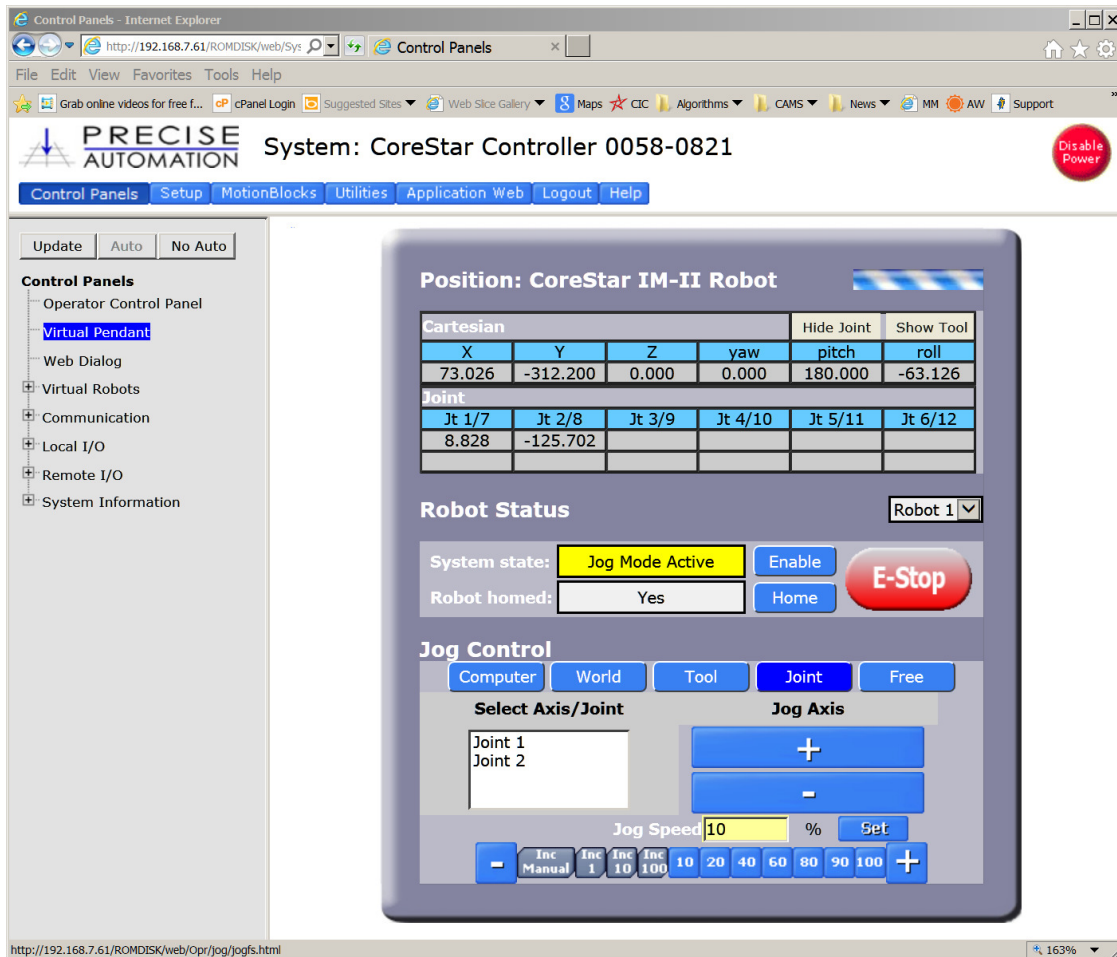 Control Panels - Internet Explorer
http://192.168.7.61/ROMDISK/web/Sys Control Panels
File Edit View Favorites Tools Help
Grab online videos for free f... cP cPanel Login Suggested Sites Web Slice Gallery 8 Maps CIC Algorithms CAMS News MM AW Support »
PRECISE
AUTOMATION
System: CoreStar Controller 0058-0821
Disable
Power
Control Panels Setup MotionBlocks Utilities Application Web Logout Help
Update Auto No Auto
Control Panels
Operator Control Panel
Virtual Pendant
Web Dialog
Virtual Robots
Communication
Local I/O
Remote I/O
System Information
Position: CoreStar IM-II Robot
Cartesian Hide Joint Show Tool
X Y Z yaw pitch roll
73.026 -312.200 0.000 0.000 180.000 -63.126
Joint
Jt 1/7 Jt 2/8 Jt 3/9 Jt 4/10 Jt 5/11 Jt 6/12
8.828 -125.702
Robot Status Robot 1
System state: Jog Mode Active Enable
E-Stop
Robot homed: Yes Home
Jog Control
Computer World Tool Joint Free
Select Axis/Joint Jog Axis
Joint 1
Joint 2
+
-
Jog Speed 10 % Set
- Inc Manual Inc 1 Inc 10 Inc 100 10 20 40 60 80 90 100 +
http://192.168.7.61/ROMDISK/web/Opr/jog/jogfs.html 163%